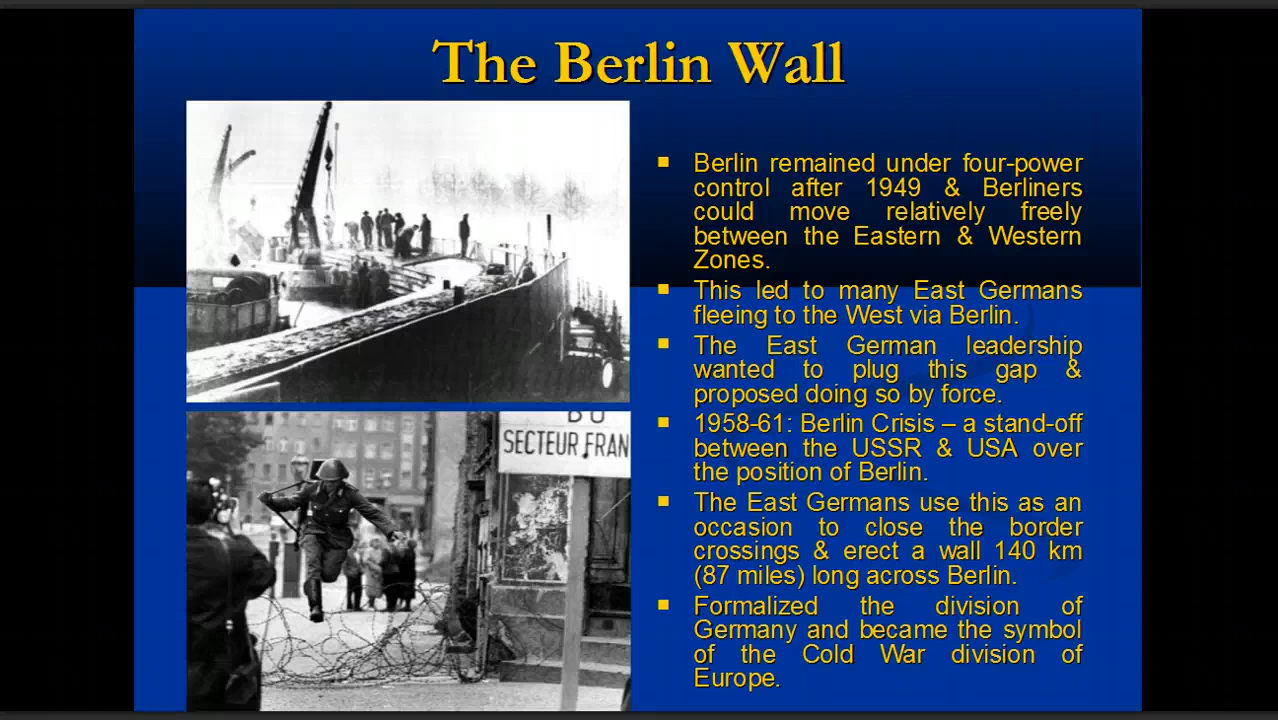 The Berlin Wall
Berlin remained under four-power
control after 1949 & Berliners
could move relatively freely
between the Eastern & Western
Zones.
This led to many East Germans
fleeing to the West via Berlin.
The East German leadership
wanted to plug this gap &
proposed doing so by force.
1958-61: Berlin Crisis – a stand-off
between the USSR & USA over
the position of Berlin.
The East Germans use this as an
occasion to close the border
crossings & erect a wall 140 km
(87 miles) long across Berlin.
Formalized the division of
Germany and became the symbol
of the Cold War division of
Europe.
SECTEUR FRAN